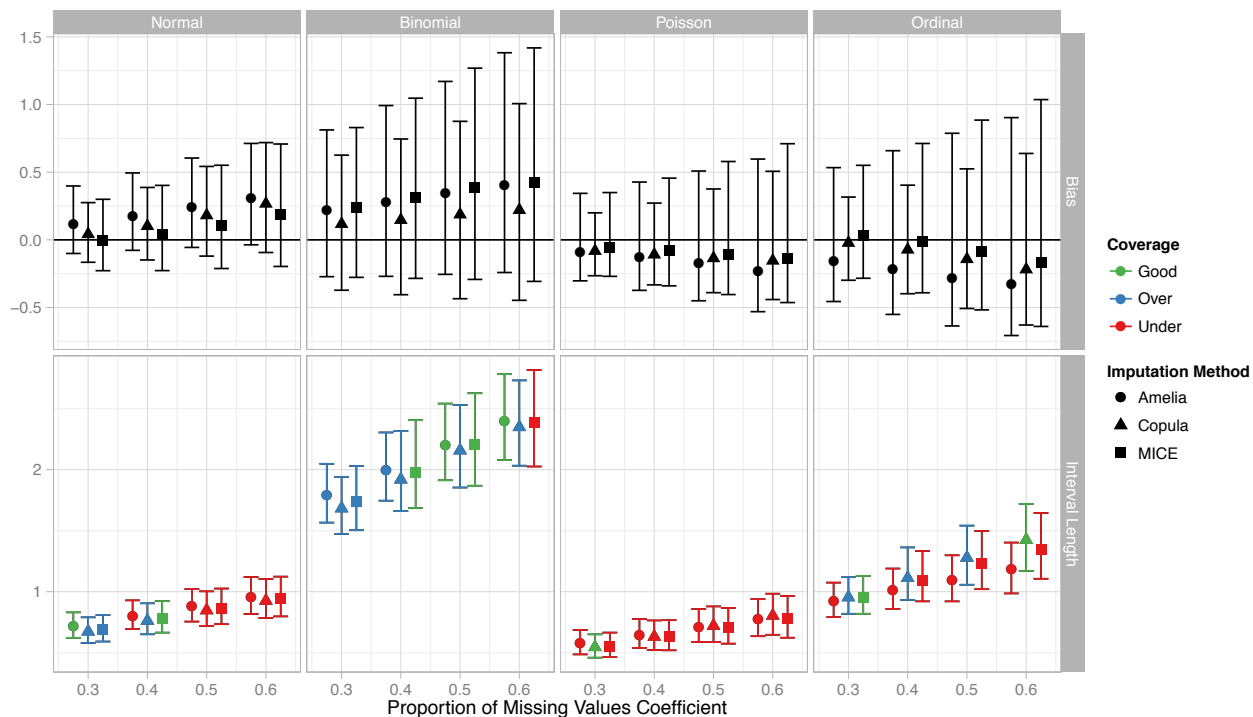 Normal Binomial Poisson Ordinal
1.5
1.0
0.5
0.0
−0.5
Bias
2
1
Interval Length
0.3 0.4 0.5 0.6 0.3 0.4 0.5 0.6 0.3 0.4 0.5 0.6 0.3 0.4 0.5 0.6
Proportion of Missing Values Coefficient
Coverage
Good
Over
Under
Imputation Method
Amelia
Copula
MICE